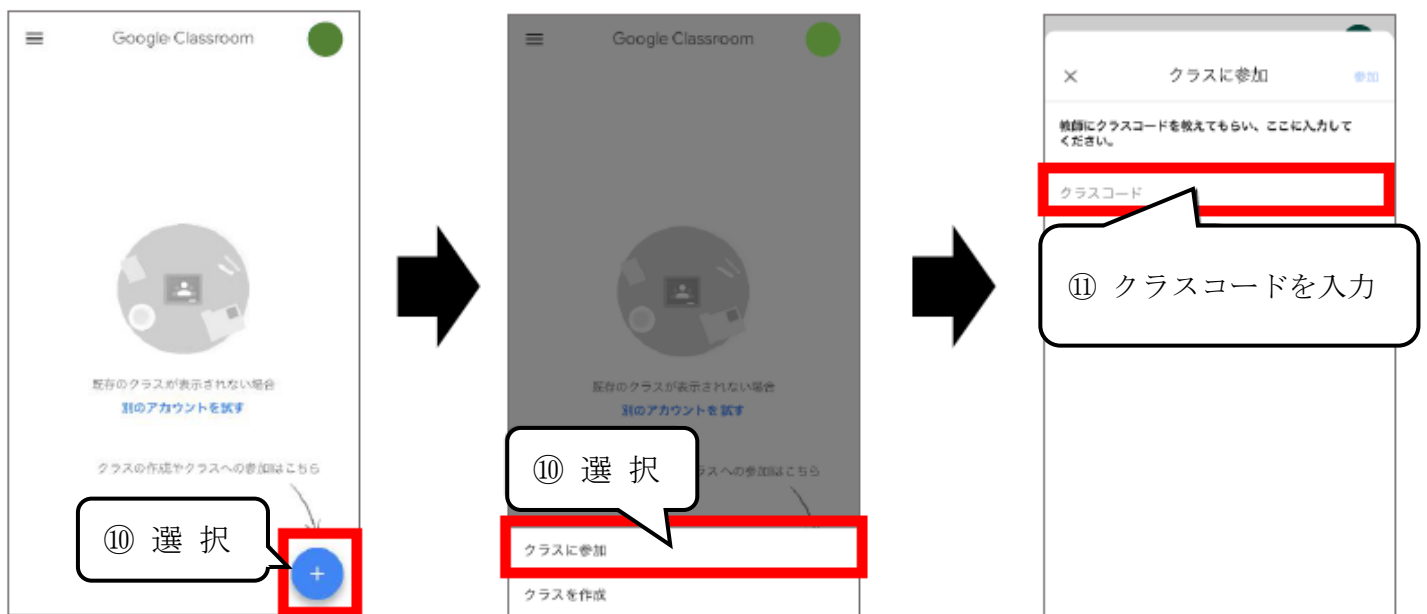 Google Classroom
既存のクラスが表示されない場合
別のアカウントを試す
クラスの作成やクラスへの参加はこちら
⑩ 選 択
+
Google Classroom
既存のクラスが表示されない場合
別のアカウントを試す
ラスへの参加はこちら
⑩ 選 択
クラスに参加
クラスを作成
× クラスに参加 参加
教師にクラスコードを教えてもらい、ここに入力して
ください。
クラスコード
⑪ クラスコードを入力